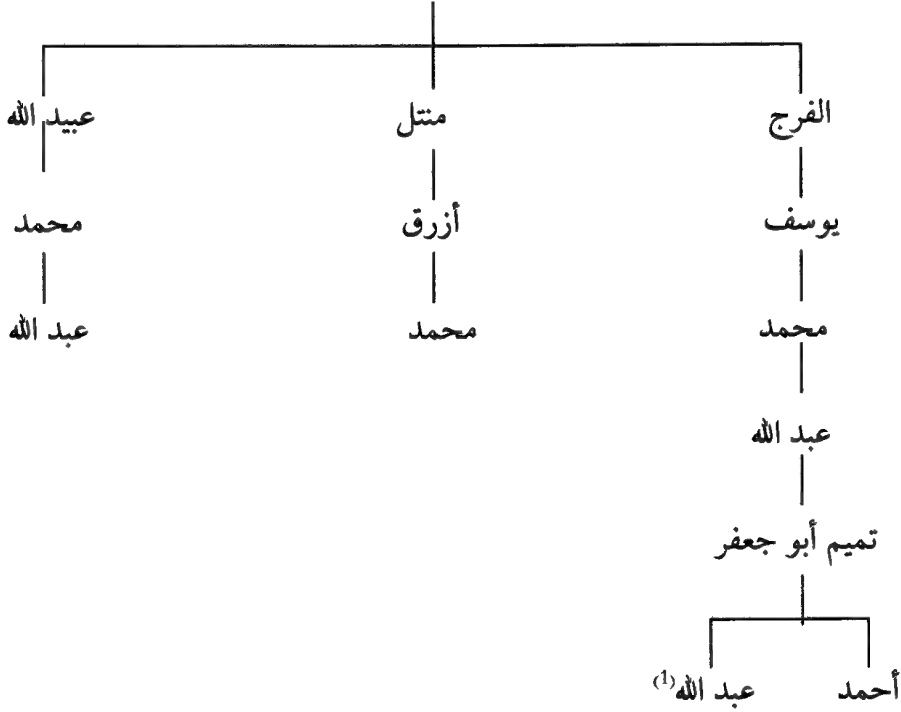 الفرج منتل عبيد الله
يوسف أزرق محمد
محمد محمد عبد الله
عبد الله
تميم أبو جعفر
أحمد عبد الله(1)